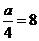 a/4 = 8